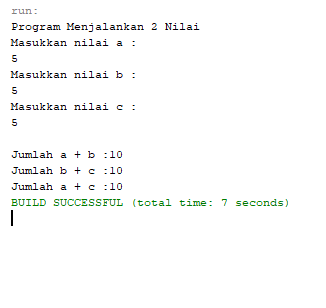 run:
Program Menjalankan 2 Nilai
Masukkan nilai a :
5
Masukkan nilai b :
5
Masukkan nilai c :
5
Jumlah a + b :10
Jumlah b + c :10
Jumlah a + c :10
BUILD SUCCESSFUL (total time: 7 seconds)